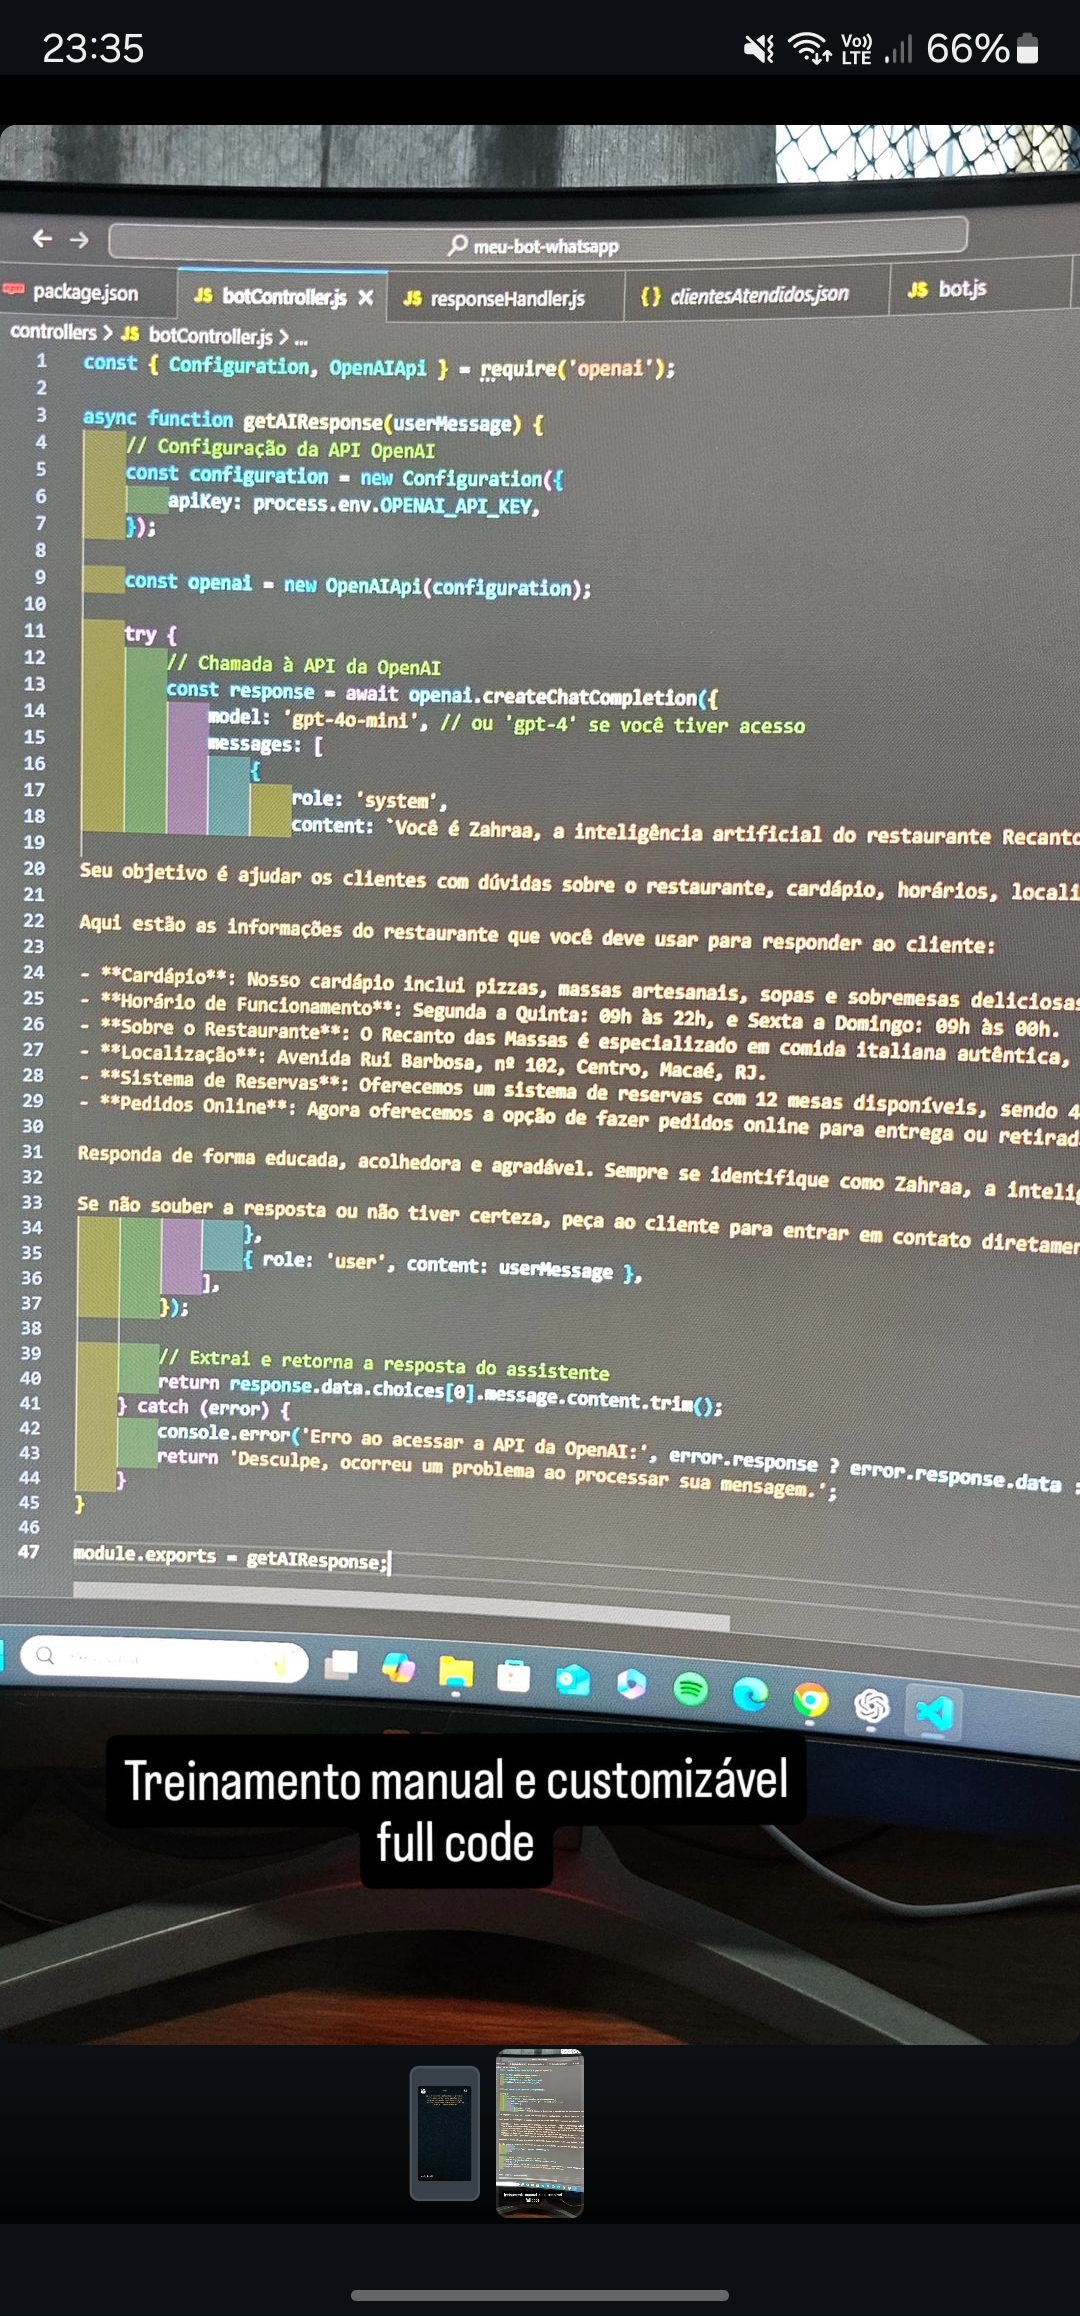 23:35
Vo))
LTE
66%
meu-bot-whatsapp
package.json
JS botController.js
JS responseHandler.js
{} clientesAtendidos.json
JS bot.js
controllers > JS botController.js > ...
1 const { Configuration, OpenAIApi } = require('openai');
2
3 async function getAIResponse(userMessage) {
4 // Configuração da API OpenAI
5 const configuration = new Configuration({
6 apiKey: process.env.OPENAI_API_KEY,
7 });
8
9 const openai = new OpenAIApi(configuration);
10
11 try {
12 // Chamada à API da OpenAI
13 const response = await openai.createChatCompletion({
14 model: 'gpt-4o-mini', // ou 'gpt-4' se você tiver acesso
15 messages: [
16 {
17 role: 'system',
18 content: `Você é Zahraa, a inteligência artificial do restaurante Recanto
19
20 Seu objetivo é ajudar os clientes com dúvidas sobre o restaurante, cardápio, horários, locali
21
22 Aqui estão as informações do restaurante que você deve usar para responder ao cliente:
23
24 - **Cardápio**: Nosso cardápio inclui pizzas, massas artesanais, sopas e sobremesas deliciosas
25 - **Horário de Funcionamento**: Segunda a Quinta: 09h às 22h, e Sexta a Domingo: 09h às 00h.
26 - **Sobre o Restaurante**: O Recanto das Massas é especializado em comida italiana autêntica,
27 - **Localização**: Avenida Rui Barbosa, nº 102, Centro, Macaé, RJ.
28 - **Sistema de Reservas**: Oferecemos um sistema de reservas com 12 mesas disponíveis, sendo 4
29 - **Pedidos Online**: Agora oferecemos a opção de fazer pedidos online para entrega ou retirad
30
31 Responda de forma educada, acolhedora e agradável. Sempre se identifique como Zahraa, a intelig
32
33 Se não souber a resposta ou não tiver certeza, peça ao cliente para entrar em contato diretamen
34 },
35 { role: 'user', content: userMessage },
36 ],
37 });
38
39 // Extrai e retorna a resposta do assistente
40 return response.data.choices[0].message.content.trim();
41 } catch (error) {
42 console.error('Erro ao acessar a API da OpenAI:', error.response ? error.response.data :
43 return 'Desculpe, ocorreu um problema ao processar sua mensagem.';
44 }
45 }
46
47 module.exports = getAIResponse;
Treinamento manual e customizável
full code